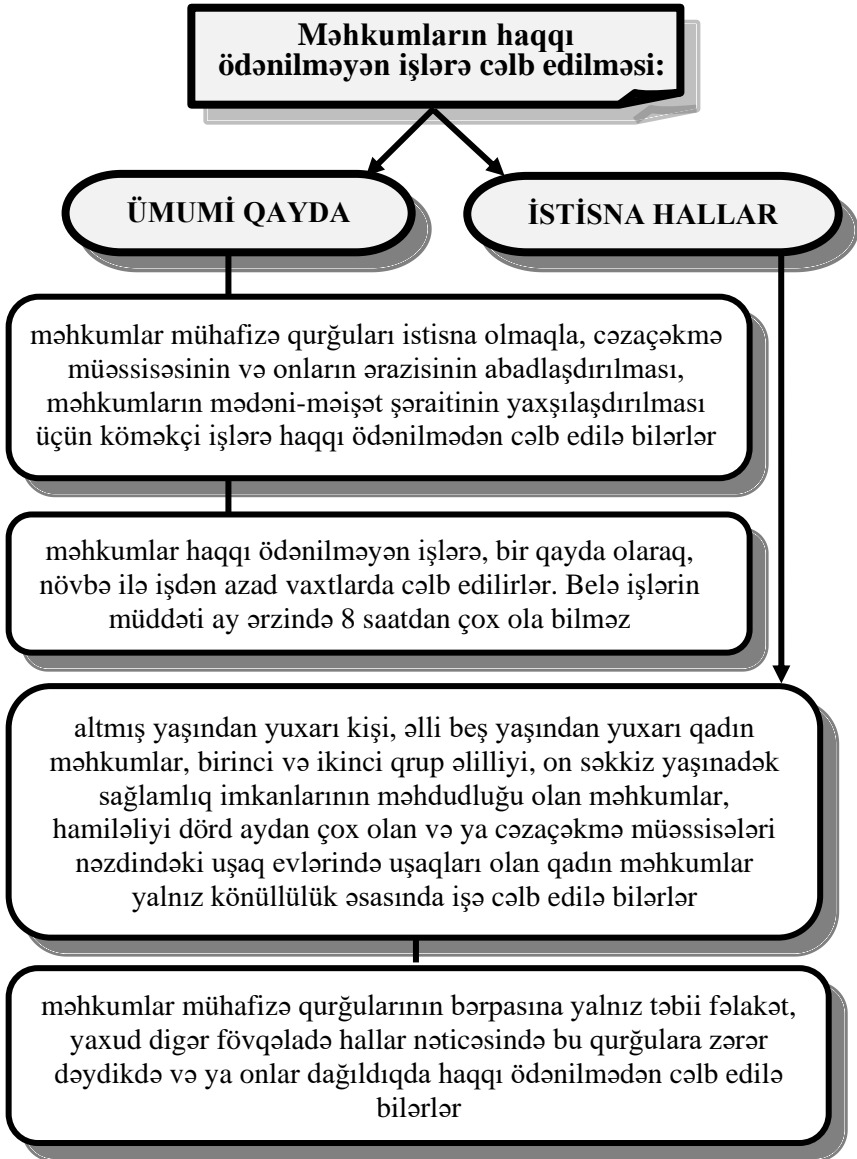 Məhkumların haqqı
ödənilməyən işlərə cəlb edilməsi:
ÜMUMİ QAYDA
İSTİSNA HALLAR
məhkumlar mühafizə qurğuları istisna olmaqla, cəzaçəkmə
müəssisəsinin və onların ərazisinin abadlaşdırılması,
məhkumların mədəni-məişət şəraitinin yaxşılaşdırılması
üçün köməkçi işlərə haqqı ödənilmədən cəlb edilə bilərlər
məhkumlar haqqı ödənilməyən işlərə, bir qayda olaraq,
növbə ilə işdən azad vaxtlarda cəlb edilirlər. Belə işlərin
müddəti ay ərzində 8 saatdan çox ola bilməz
altmış yaşından yuxarı kişi, əlli beş yaşından yuxarı qadın
məhkumlar, birinci və ikinci qrup əlilliyi, on səkkiz yaşınadək
sağlamlıq imkanlarının məhdudluğu olan məhkumlar,
hamiləliyi dörd aydan çox olan və ya cəzaçəkmə müəssisələri
nəzdindəki uşaq evlərində uşaqları olan qadın məhkumlar
yalnız könüllülük əsasında işə cəlb edilə bilərlər
məhkumlar mühafizə qurğularının bərpasına yalnız təbii fəlakət,
yaxud digər fövqəladə hallar nəticəsində bu qurğulara zərər
dəydikdə və ya onlar dağıldıqda haqqı ödənilmədən cəlb edilə
bilərlər